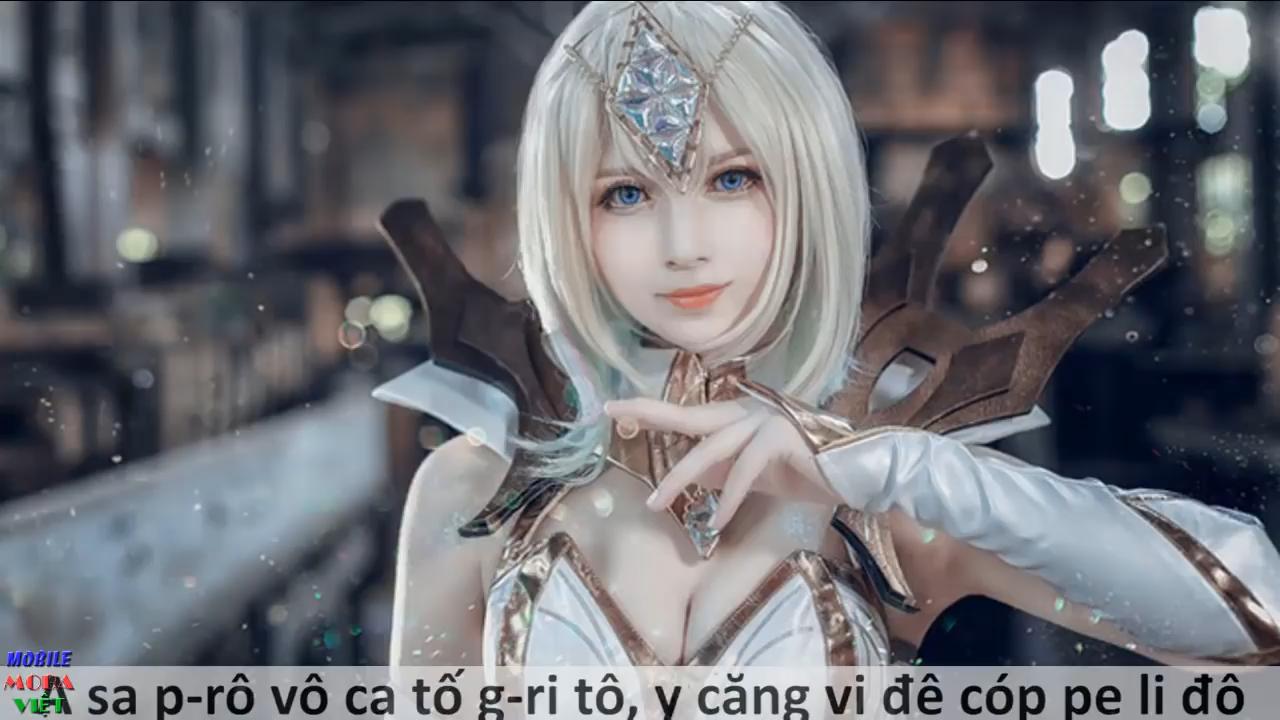 MOBILE
MOBA
VIỆT
A sa p-rô vô ca tố g-ri tô, y căng vi đê cóp pe li đô